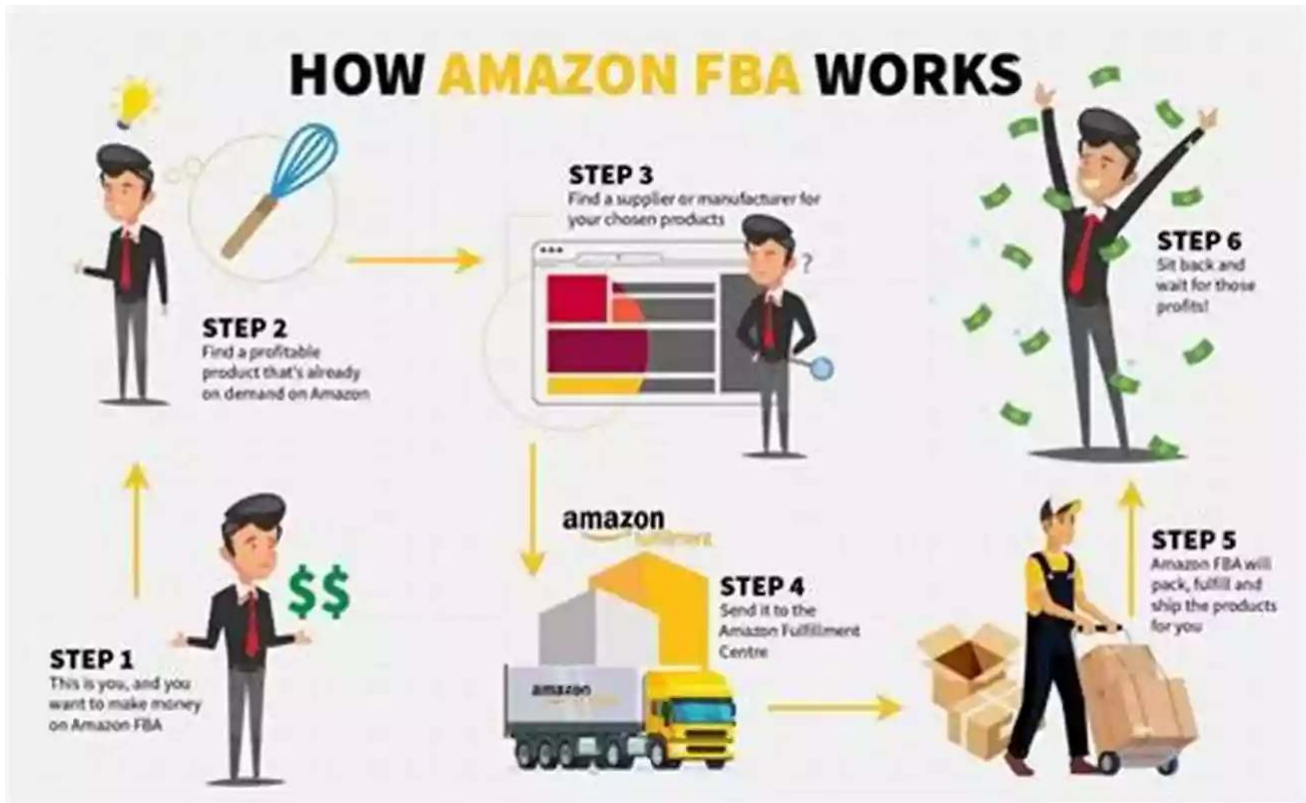 HOW AMAZON FBA WORKS
STEP 1
This is you, and you
want to make money
on Amazon FBA
$$
STEP 2
Find a profitable
product that's already
on demand on Amazon
STEP 3
Find a supplier or manufacturer for
your chosen products
?
amazon
fulfillment
STEP 4
Send it to the
Amazon Fulfillment
Centre
amazon
STEP 5
Amazon FBA will
pack, fulfill and
ship the products
for you
STEP 6
Sit back and
wait for those
profits!